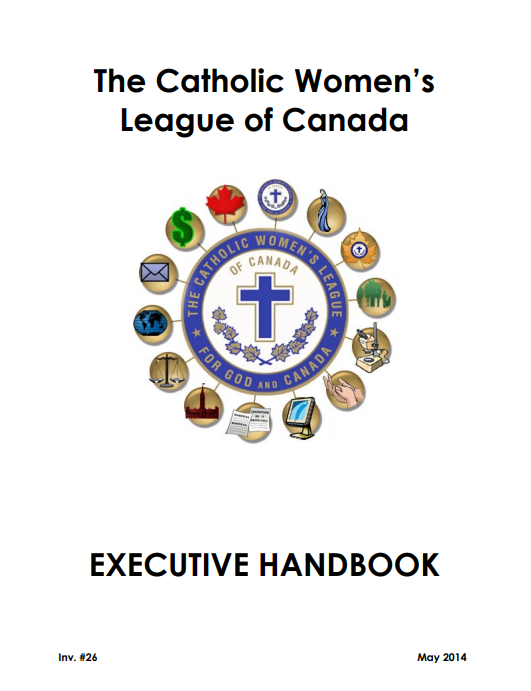 The Catholic Women’s
League of Canada
THE CATHOLIC WOMEN'S LEAGUE
OF CANADA
FOR GOD AND CANADA
EXECUTIVE HANDBOOK
Inv. #26
May 2014